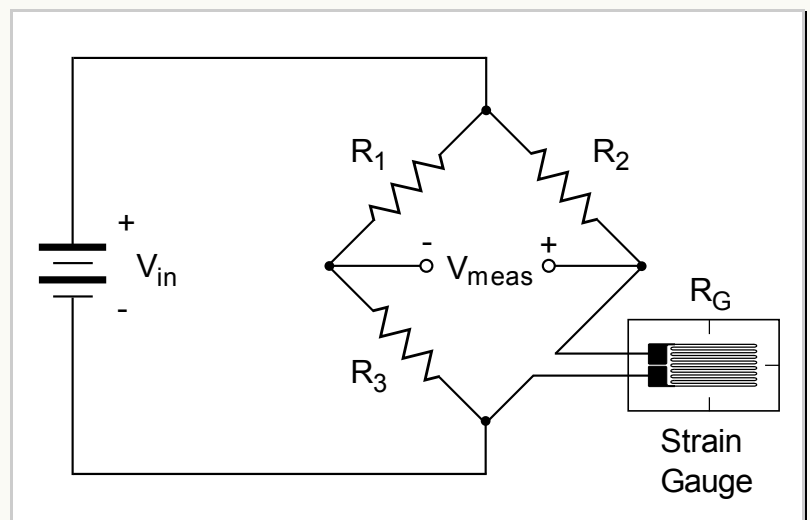 R1
R2
+
-
+
Vin
Vmeas
-
RG
R3
Strain
Gauge